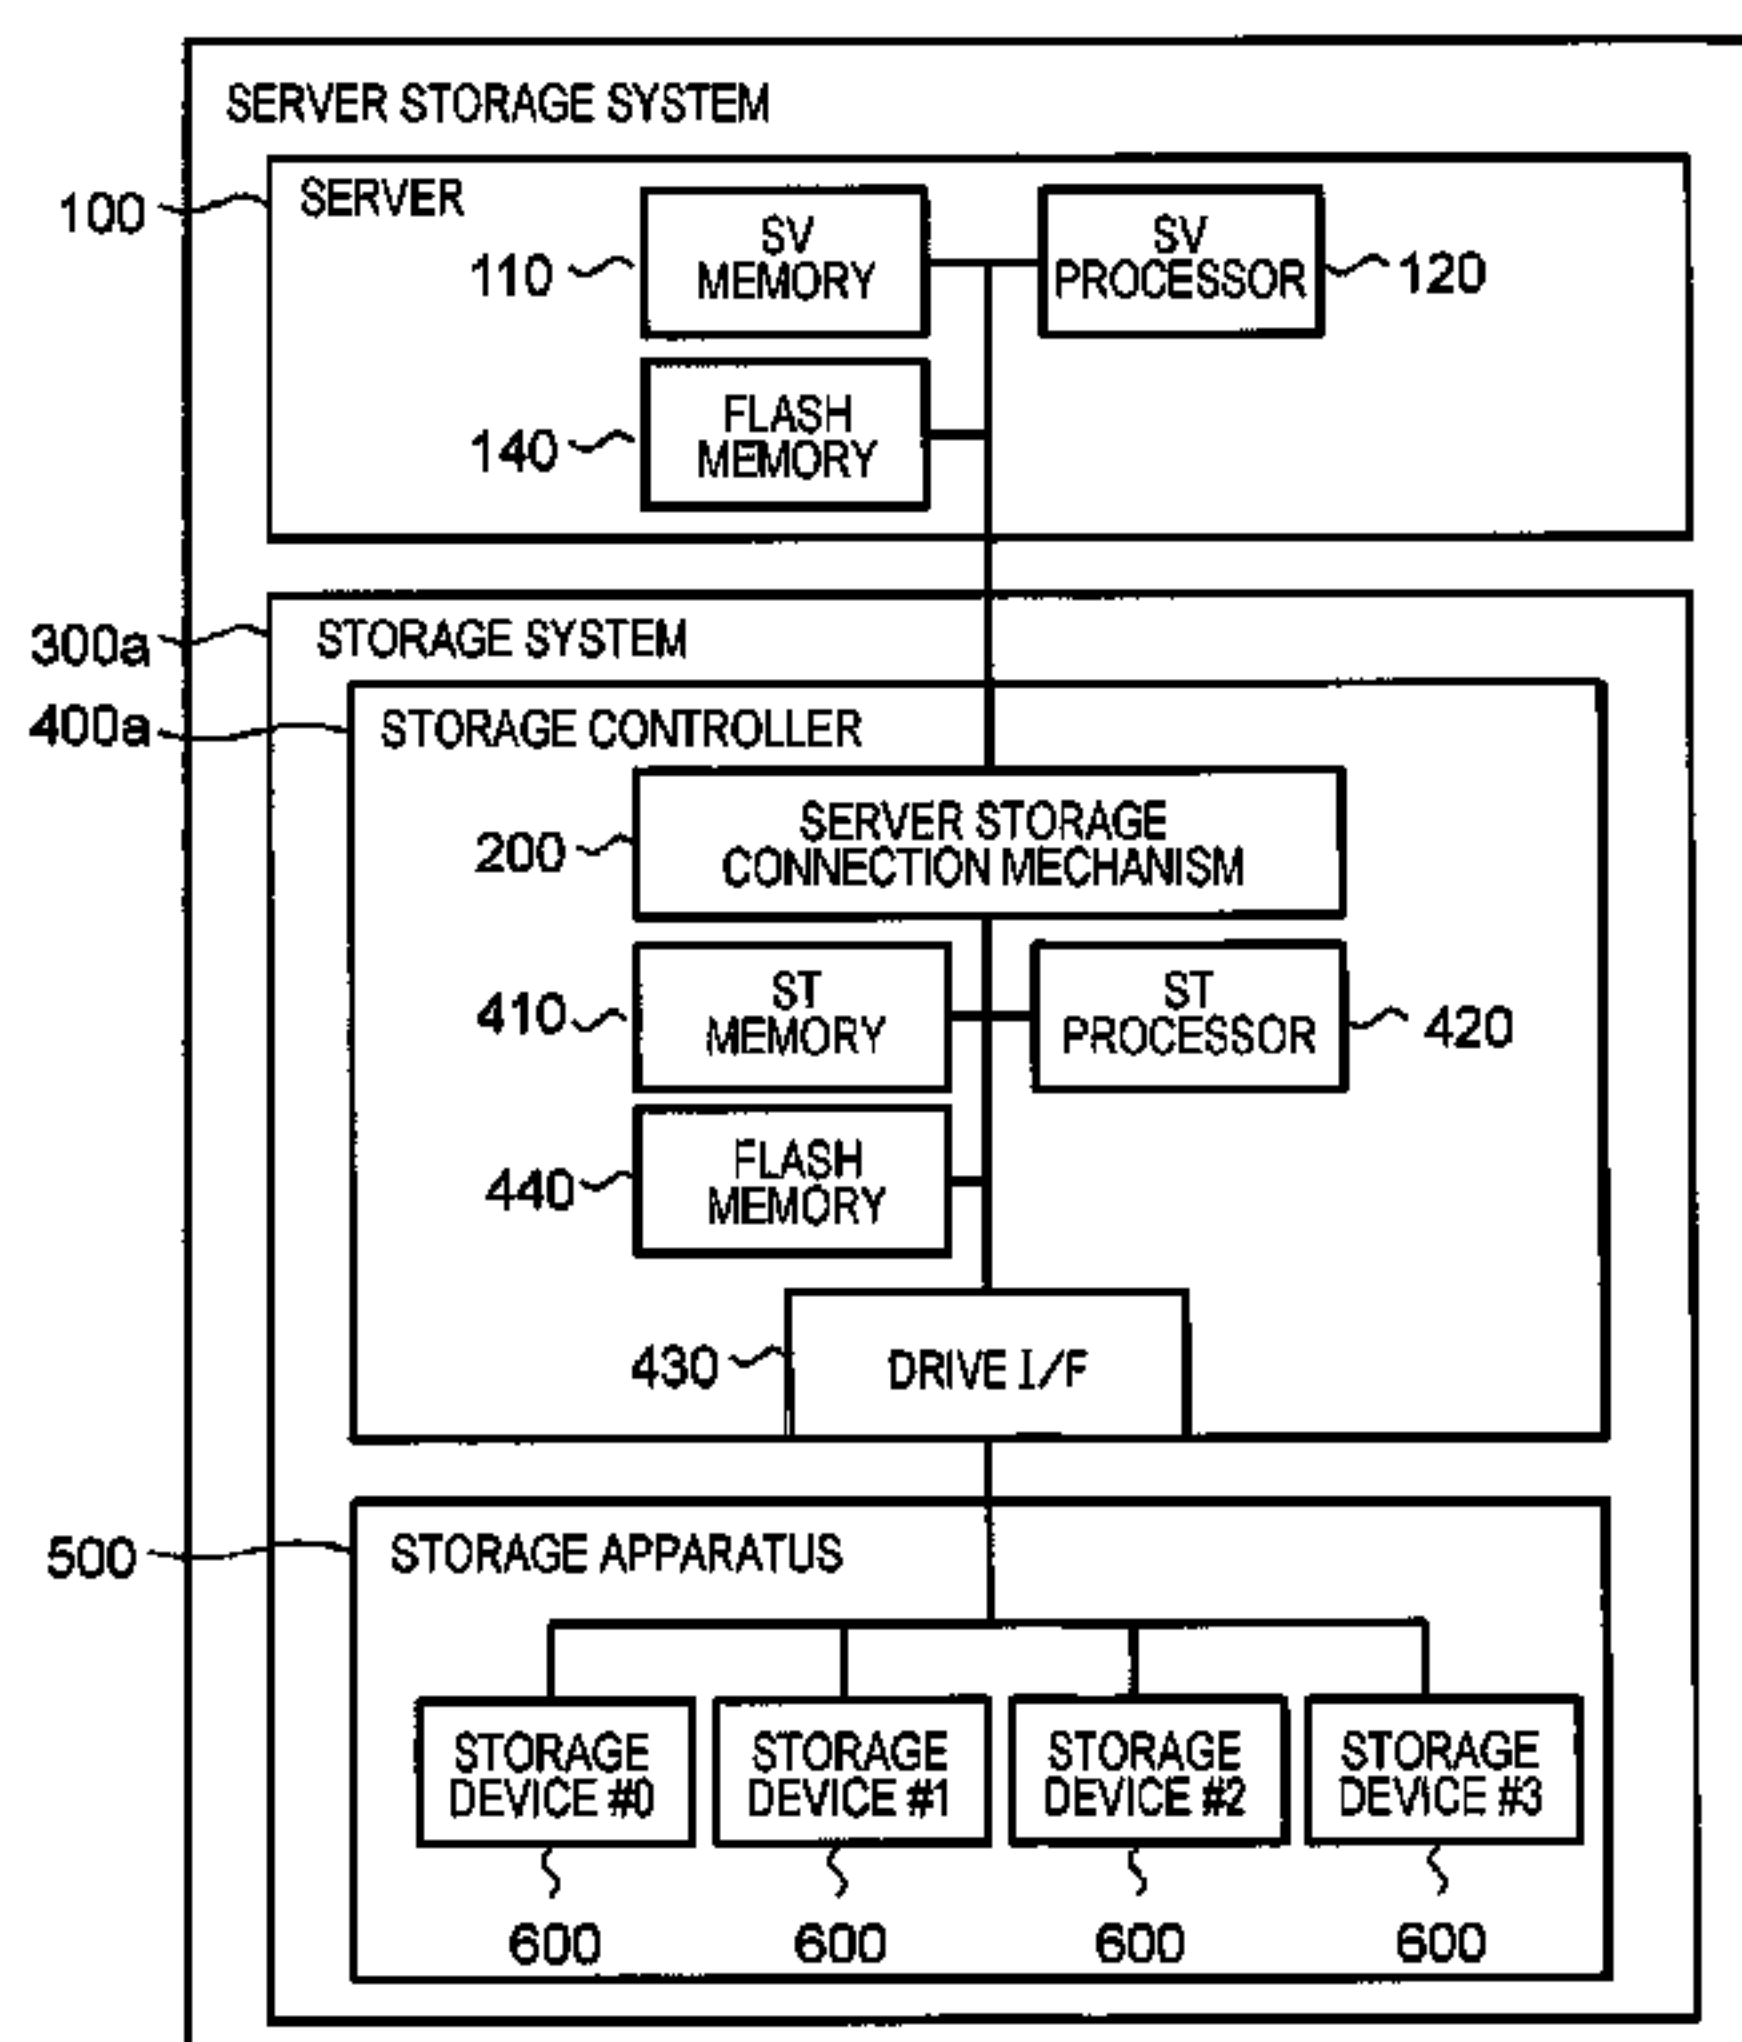 SERVER STORAGE SYSTEM
100
SERVER
110
SV
MEMORY
SV
PROCESSOR
120
140
FLASH
MEMORY
300a
STORAGE SYSTEM
400a
STORAGE CONTROLLER
200
SERVER STORAGE
CONNECTION MECHANISM
410
ST
MEMORY
ST
PROCESSOR
420
440
FLASH
MEMORY
430
DRIVE I/F
500
STORAGE APPARATUS
STORAGE
DEVICE #0
STORAGE
DEVICE #1
STORAGE
DEVICE #2
STORAGE
DEVICE #3
600
600
600
600